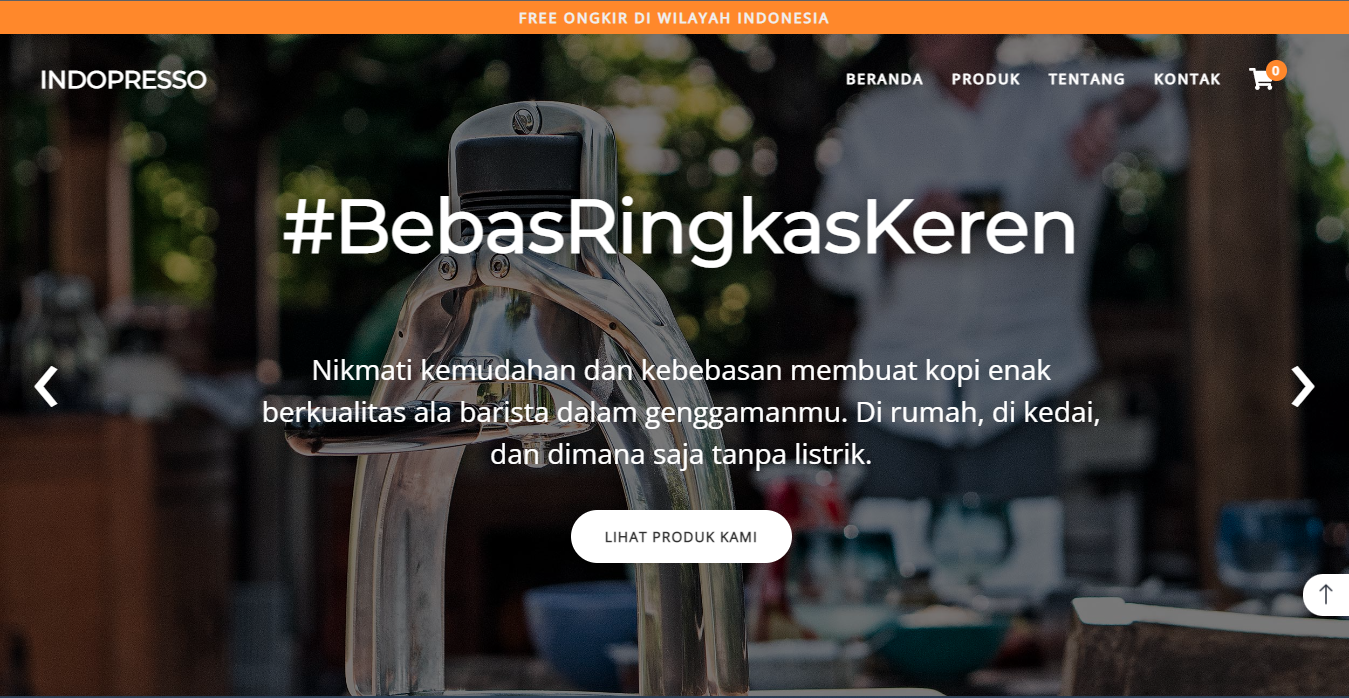 FREE ONGKIR DI WILAYAH INDONESIA
INDOPRESSO
BERANDA PRODUK TENTANG KONTAK 0
#BebasRingkasKeren
Nikmati kemudahan dan kebebasan membuat kopi enak
berkualitas ala barista dalam genggamanmu. Di rumah, di kedai,
dan dimana saja tanpa listrik.
LIHAT PRODUK KAMI